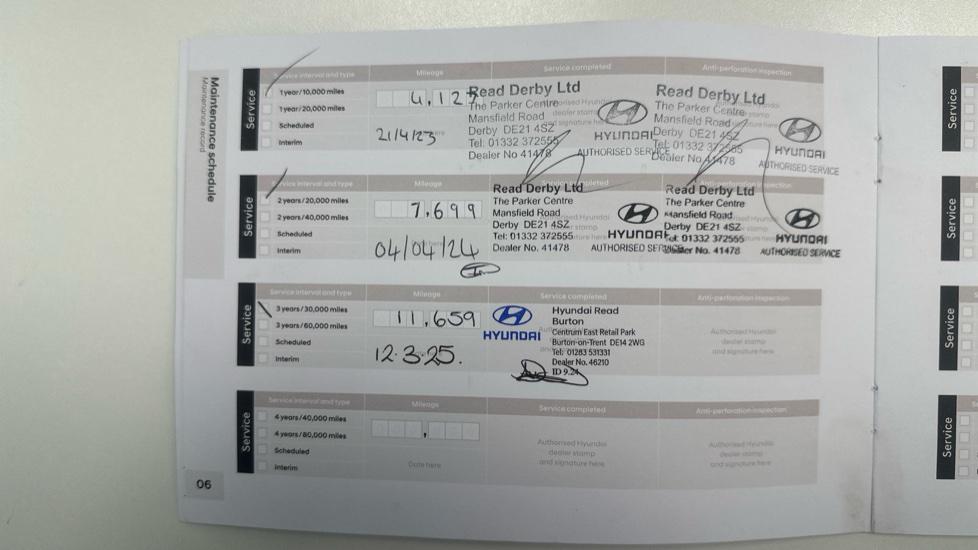 Maintenance schedule
Maintenance record
Service
Service interval and type
Mileage
Service completed
Anti-perforation inspection
1 year/10,000 miles
1 year/20,000 miles
Scheduled
Interim
4,12
21/4/23
Read Derby Ltd
The Parker Centre
Mansfield Road
Derby DE21 4SZ
Tel: 01332 372555
Dealer No 41478
HYUNDAI
AUTHORISED SERVICE
Read Derby Ltd
The Parker Centre
Mansfield Road
Derby DE21 4SZ
Tel: 01332 372555
Dealer No 41478
HYUNDAI
AUTHORISED SERVICE
Service
Mileage
2 years/20,000 miles
2 years/40,000 miles
Scheduled
Interim
7,699
04/04/24
Read Derby Ltd
The Parker Centre
Mansfield Road
Derby DE21 4SZ
Tel: 01332 372555
Dealer No. 41478
HYUNDAI
AUTHORISED SERVICE
Read Derby Ltd
The Parker Centre
Mansfield Road
Derby DE21 4SZ
Tel: 01332 372555
Dealer No. 41478
HYUNDAI
AUTHORISED SERVICE
Service
Service interval and type
Mileage
Service completed
Anti-perforation inspection
3 years/30,000 miles
3 years/60,000 miles
Scheduled
Interim
11,659
12.3.25.
HYUNDAI
Hyundai Read
Burton
Centrum East Retail Park
Burton-on-Trent DE14 2WG
Tel: 01283 531331
Dealer No. 46210
ID 9.24
Authorised Hyundai
dealer stamp
and signature here
Service
Service interval and type
Mileage
Service completed
Anti-perforation inspection
4 years/40,000 miles
4 years/80,000 miles
Scheduled
Interim
Date here
Authorised Hyundai
dealer stamp
and signature here
Authorised Hyundai
dealer stamp
and signature here
06
Service
Service
Service
Service